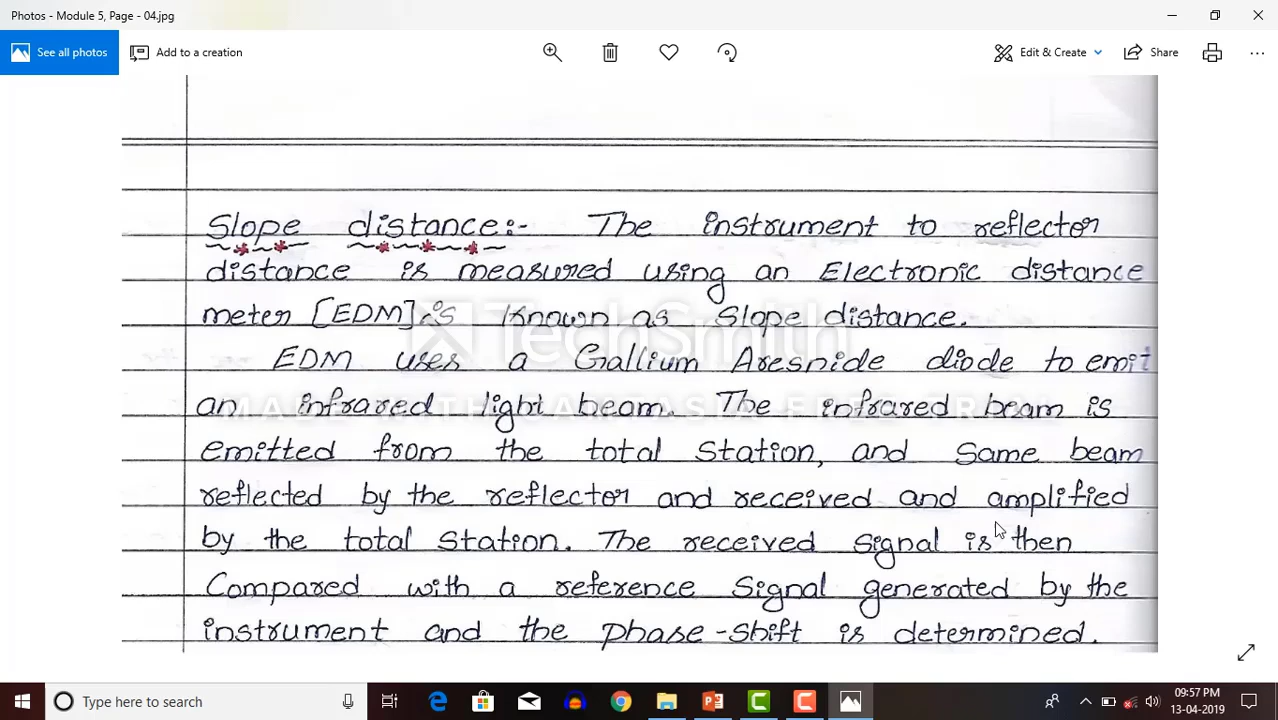 Photos - Module 5, Page - 04.jpg
See all photos
Add to a creation
Edit & Create
Share
Slope distance:- The instrument to reflector
distance is measured using an Electronic distance
meter [EDM] is known as Slope distance.
EDM uses a Gallium Aresnide diode to emit
an infrared light beam. The infrared beam is
emitted from the total Station, and Same beam
reflected by the reflector and received and amplified
by the total Station. The received Signal is then
Compared with a reference Signal generated by the
instrument and the phase-Shift is determined.
TechSmith
Type here to search
09:57 PM
13-04-2019